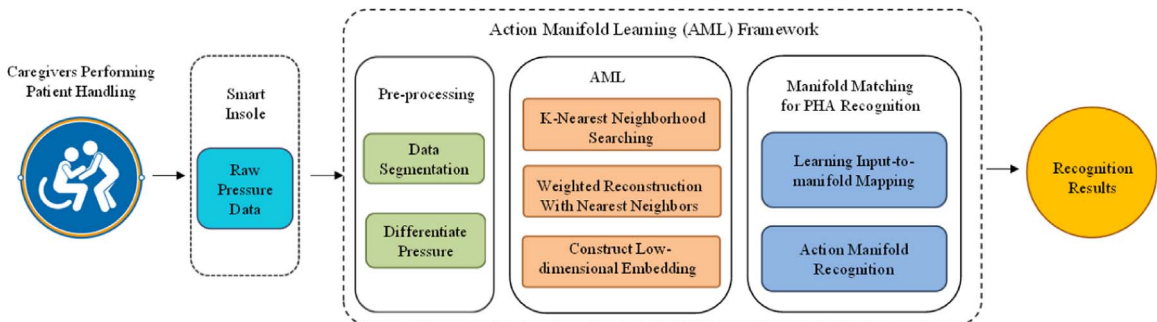 Action Manifold Learning (AML) Framework
Caregivers Performing
Patient Handling
Smart
Insole
Raw
Pressure
Data
Pre-processing
Data
Segmentation
Differentiate
Pressure
AML
K-Nearest Neighborhood
Searching
Weighted Reconstruction
With Nearest Neighbors
Construct Low-
dimensional Embedding
Manifold Matching
for PHA Recognition
Learning Input-to-
manifold Mapping
Action Manifold
Recognition
Recognition
Results